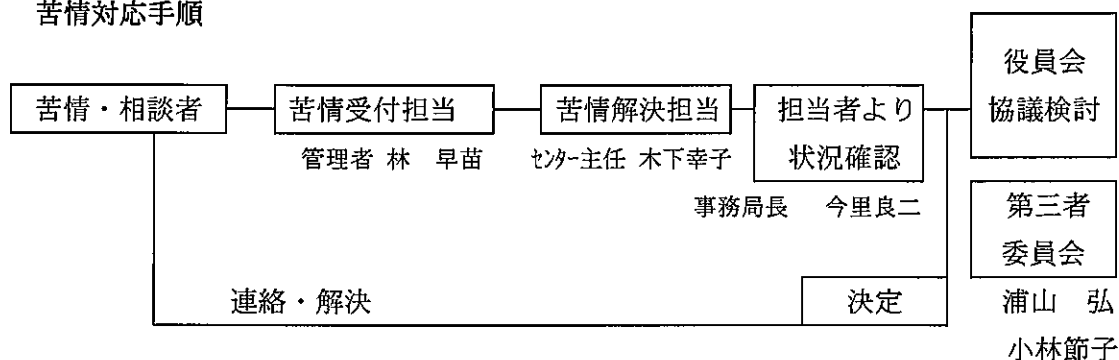 苦情対応手順
苦情・相談者
苦情受付担当
管理者 林　早苗
苦情解決担当
ｾﾝﾀｰ主任 木下幸子
担当者より
状況確認
事務局長　今里良二
役員会
協議検討
第三者
委員会
浦山　弘
小林節子
決定
連絡・解決